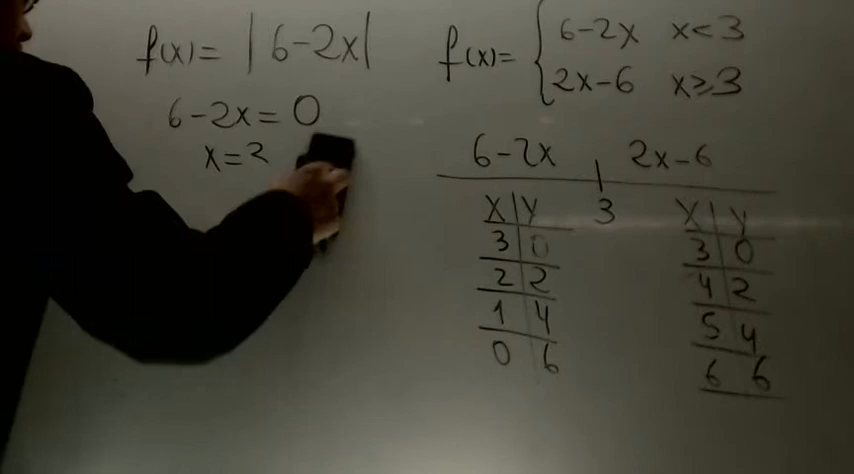 f(x)= |6-2x|
6-2x=0
x=3
f(x)= { 6-2x x<3
2x-6 x≥3
6-2x 2x-6
3
x y
3 0
2 2
1 4
0 6
x y
3 0
4 2
5 4
6 6